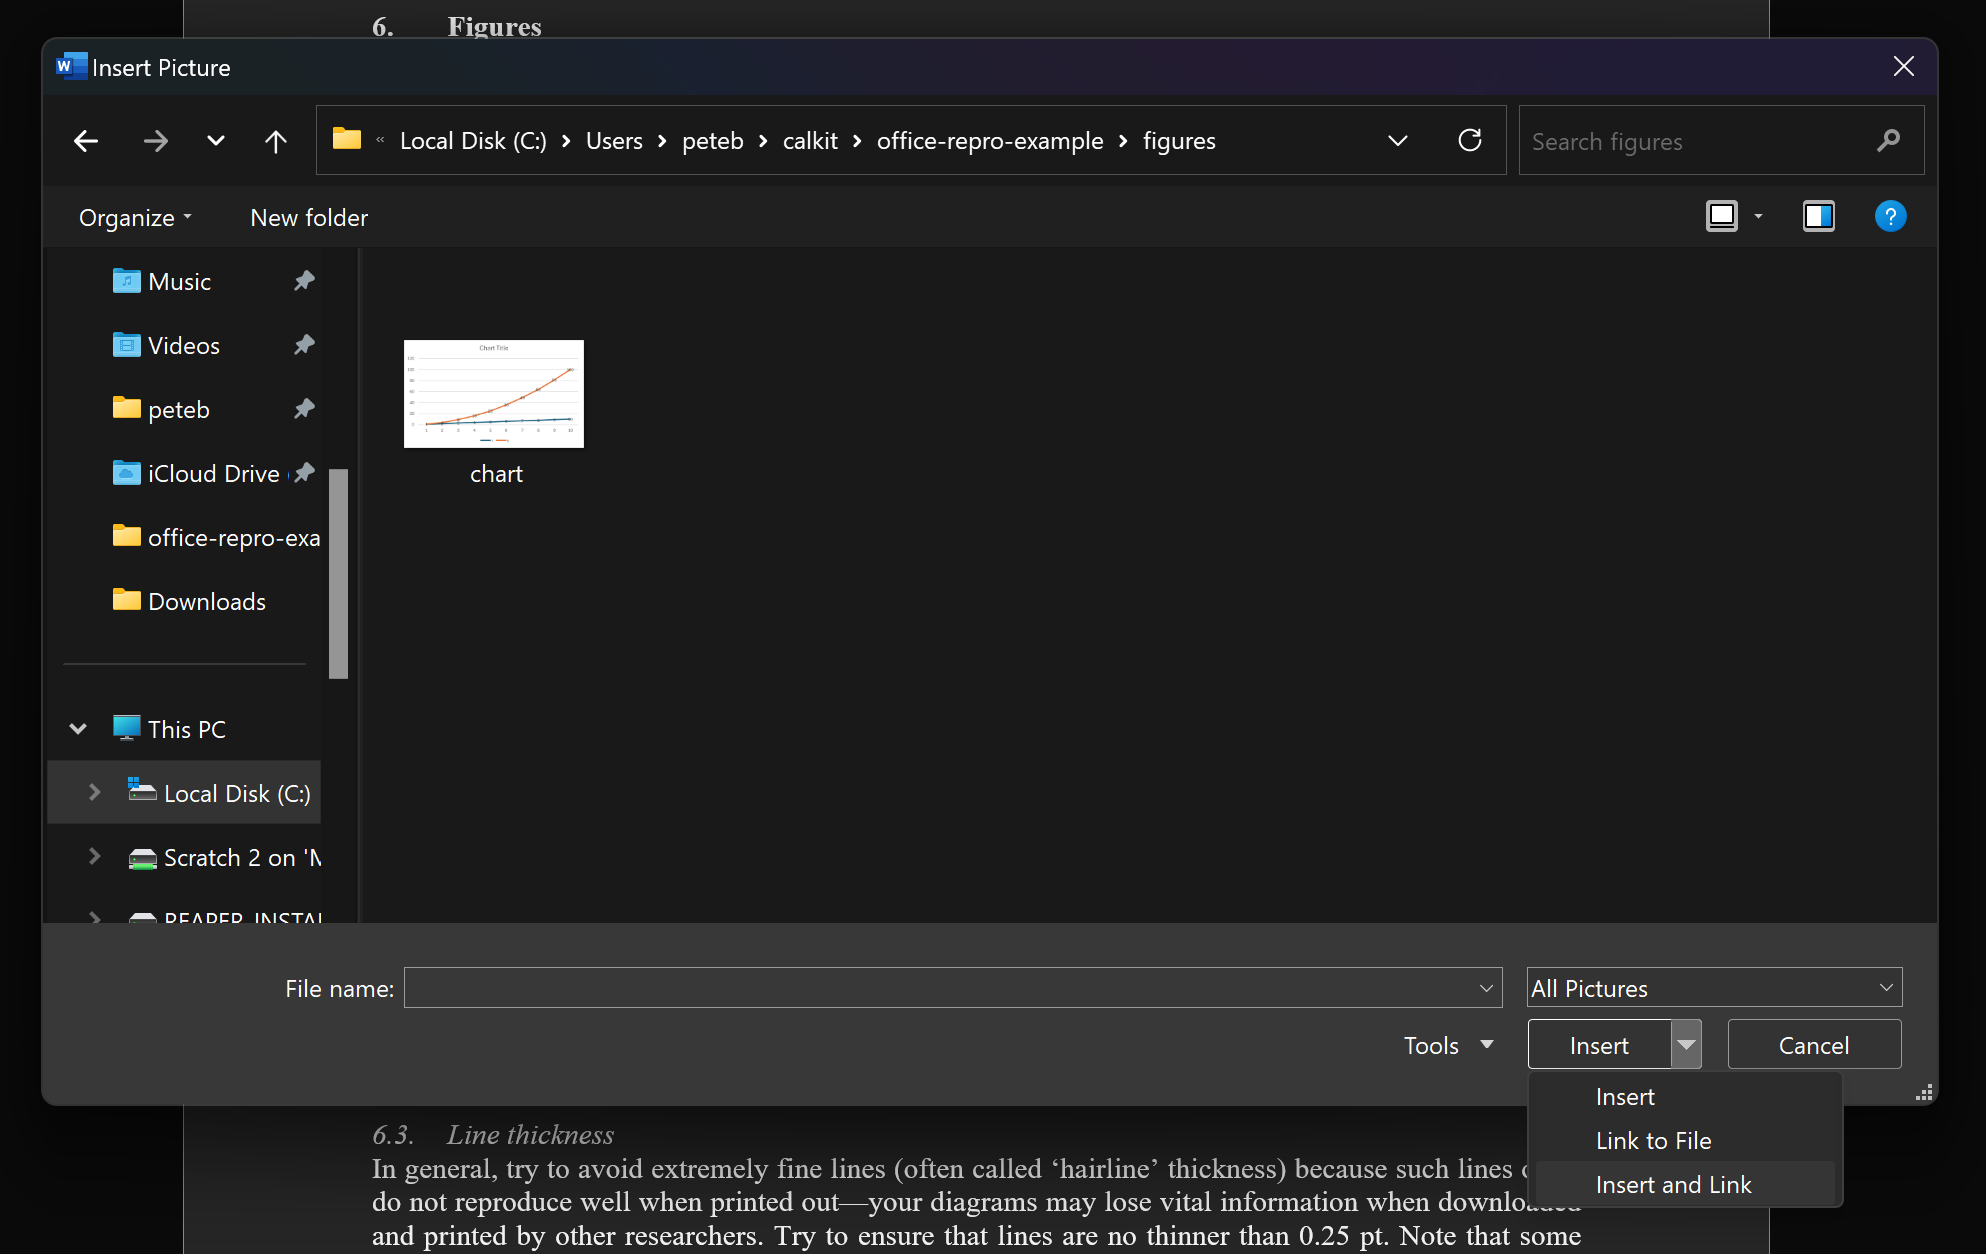 6. Figures
Insert Picture
« Local Disk (C:) Users peteb calkit office-repro-example figures
Search figures
Organize New folder
Music
Videos
peteb
iCloud Drive
office-repro-exa
Downloads
This PC
Local Disk (C:)
Scratch 2 on 'M
REAPER_INSTAL
Chart Title
chart
File name:
All Pictures
Tools Insert Cancel
Insert
Link to File
Insert and Link
6.3. Line thickness
In general, try to avoid extremely fine lines (often called ‘hairline’ thickness) because such lines
do not reproduce well when printed out—your diagrams may lose vital information when downloaded
and printed by other researchers. Try to ensure that lines are no thinner than 0.25 pt. Note that some